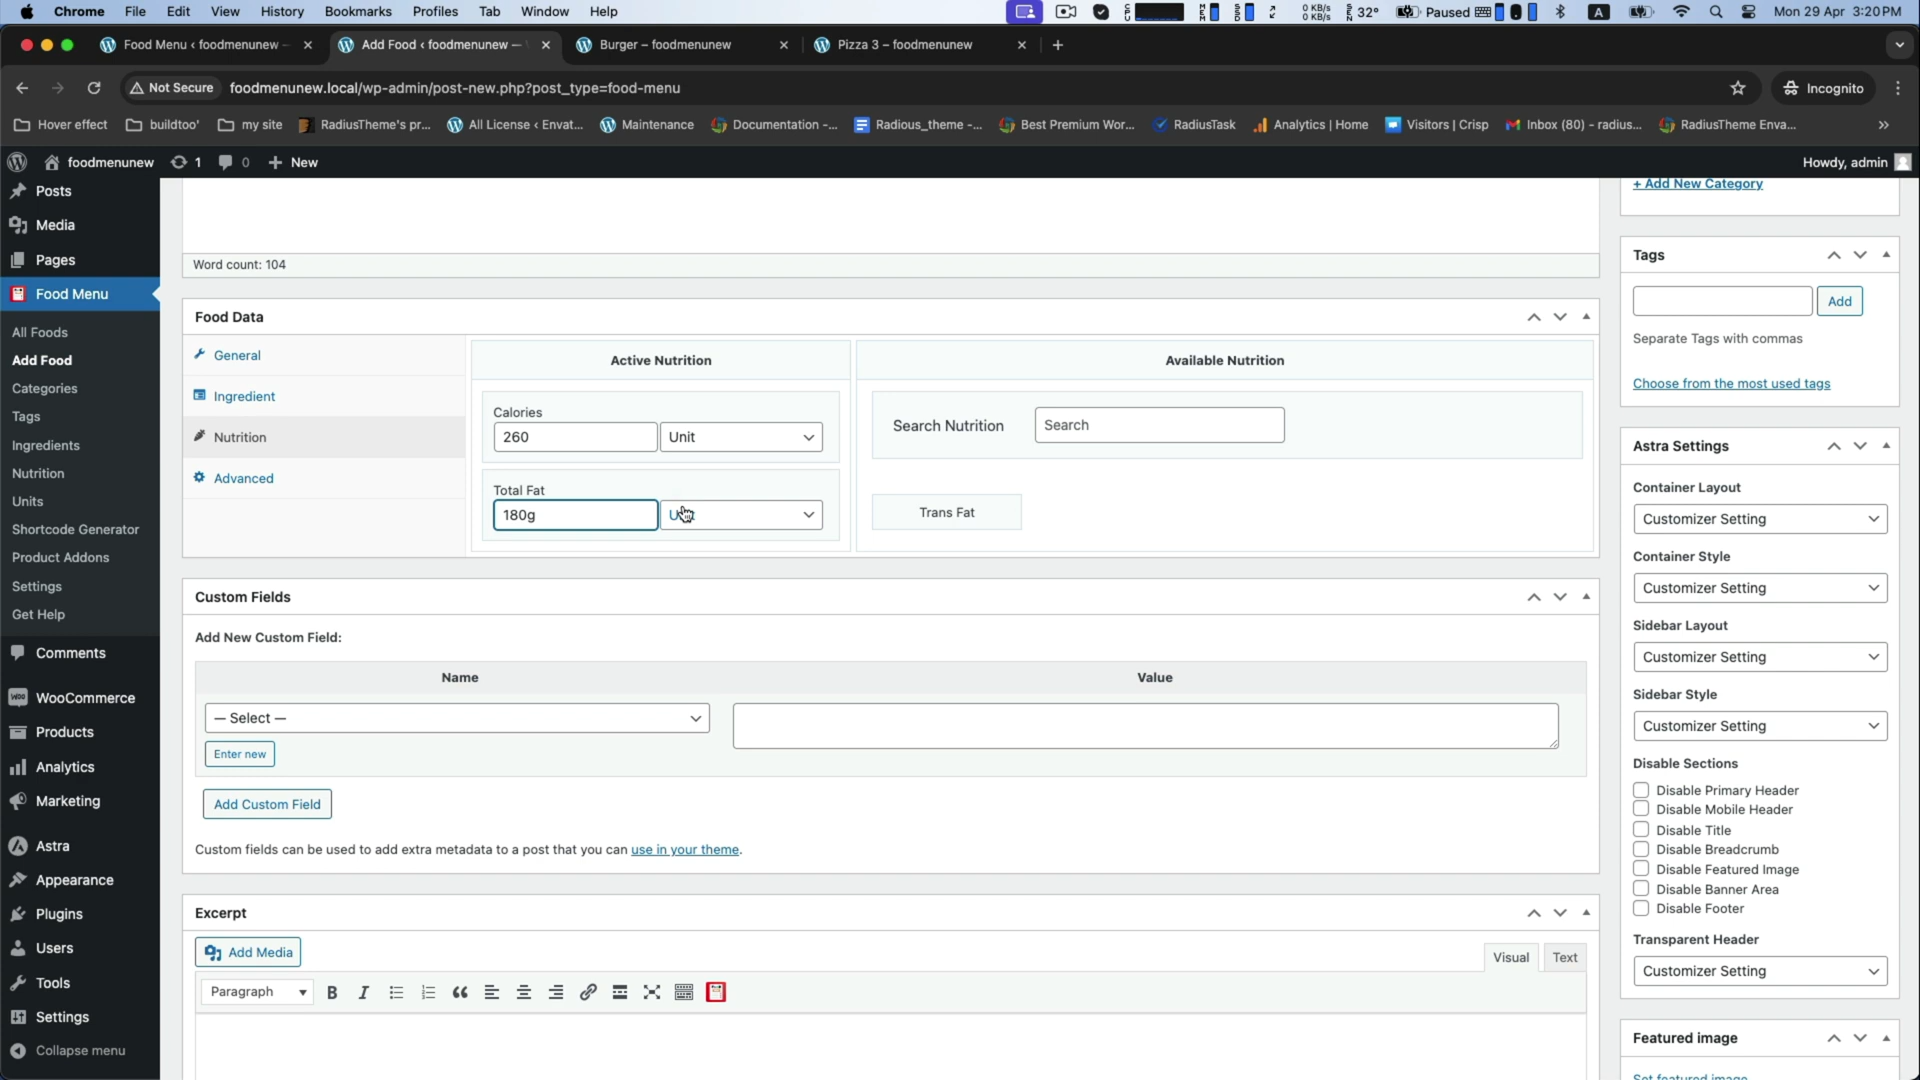 Chrome File Edit View History Bookmarks Profiles Tab Window Help
0 KB/s
0 KB/s
32° Paused A Mon 29 Apr 3:20 PM
Food Menu ‹ foodmenunew –
Add Food ‹ foodmenunew —
Burger – foodmenunew
Pizza 3 – foodmenunew
Not Secure foodmenunew.local/wp-admin/post-new.php?post_type=food-menu Incognito
Hover effect buildtoo' my site RadiusTheme's pr... All License ‹ Envat... Maintenance Documentation -... Radious_theme -... Best Premium Wor... RadiusTask Analytics | Home Visitors | Crisp Inbox (80) - radius... RadiusTheme Enva...
foodmenunew 1 0 New Howdy, admin
Posts
Media
Pages
Food Menu
All Foods
Add Food
Categories
Tags
Ingredients
Nutrition
Units
Shortcode Generator
Product Addons
Settings
Get Help
Comments
WooCommerce
Products
Analytics
Marketing
Astra
Appearance
Plugins
Users
Tools
Settings
Collapse menu
Word count: 104
Food Data
General
Ingredient
Nutrition
Advanced
Active Nutrition
Calories
260 Unit
Total Fat
180g
Available Nutrition
Search Nutrition Search
Trans Fat
Custom Fields
Add New Custom Field:
Name Value
— Select —
Enter new
Add Custom Field
Custom fields can be used to add extra metadata to a post that you can use in your theme.
Excerpt
Add Media Visual Text
Paragraph B I
+ Add New Category
Tags
Add
Separate Tags with commas
Choose from the most used tags
Astra Settings
Container Layout
Customizer Setting
Container Style
Customizer Setting
Sidebar Layout
Customizer Setting
Sidebar Style
Customizer Setting
Disable Sections
Disable Primary Header
Disable Mobile Header
Disable Title
Disable Breadcrumb
Disable Featured Image
Disable Banner Area
Disable Footer
Transparent Header
Customizer Setting
Featured image
Set featured image